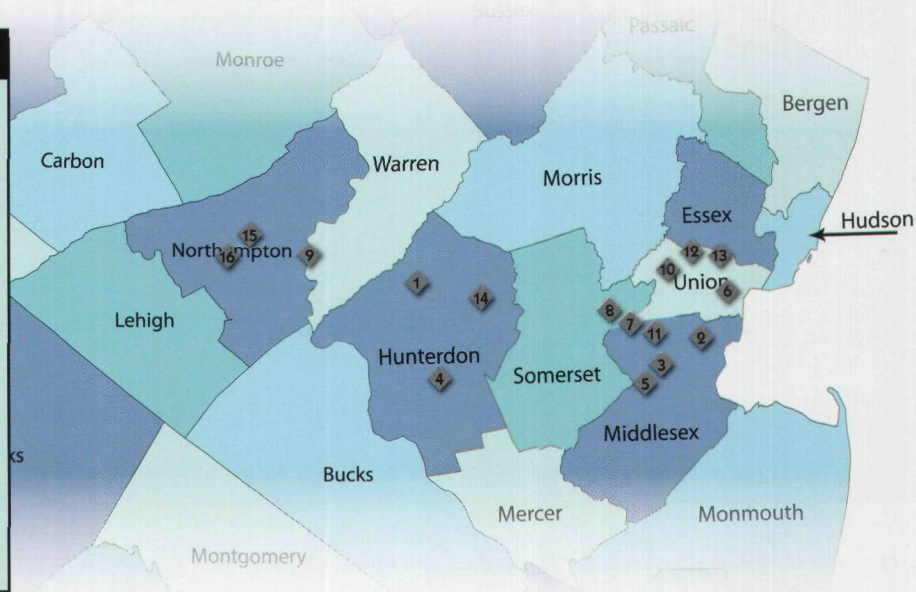 Sussex
Passaic
Monroe
Bergen
Carbon
Warren
Morris
Essex
Hudson
15
Northampton
16
9
12
13
10
Union
6
1
14
8
7
11
2
Lehigh
Hunterdon
3
4
Somerset
5
Middlesex
ks
Bucks
Mercer
Monmouth
Montgomery